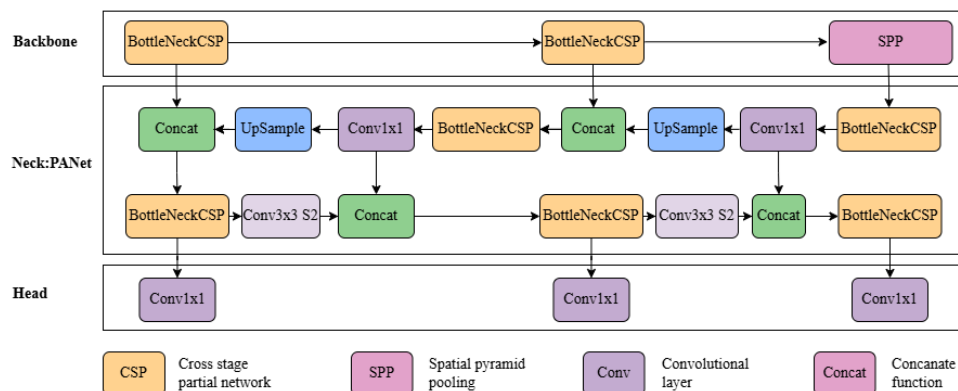 Backbone
BottleNeckCSP
BottleNeckCSP
SPP
Neck:PANet
Concat
UpSample
Conv1x1
BottleNeckCSP
Concat
UpSample
Conv1x1
BottleNeckCSP
BottleNeckCSP
Conv3x3 S2
Concat
BottleNeckCSP
Conv3x3 S2
Concat
BottleNeckCSP
Head
Conv1x1
Conv1x1
Conv1x1
CSP
Cross stage
partial network
SPP
Spatial pyramid
pooling
Conv
Convolutional
layer
Concat
Concanate
function